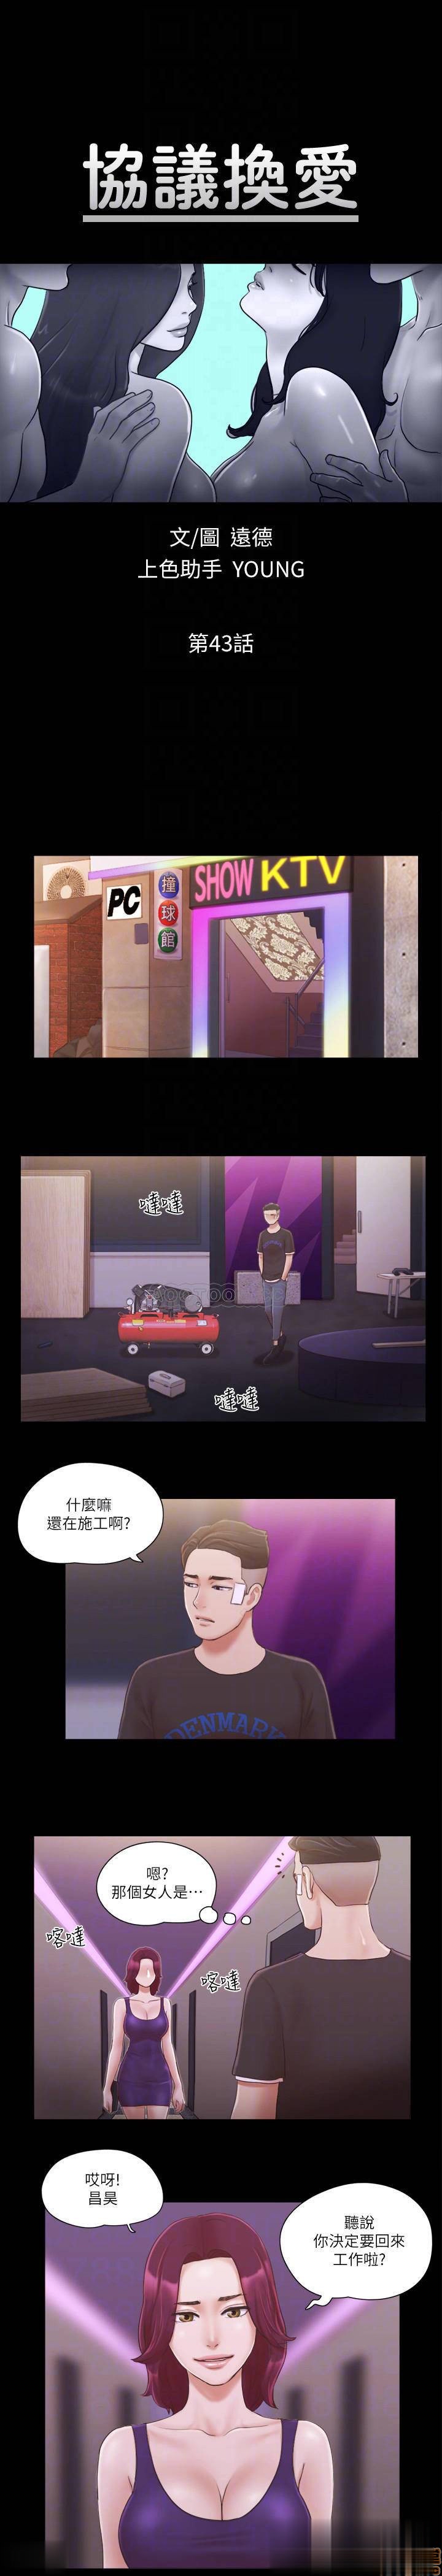 協議換愛
文/圖 遠德
上色助手 YOUNG
第43話
PC
撞
球
館
SHOW KTV
噠噠
噠噠
什麼嘛
還在施工啊?
DENMARK
嗯?
那個女人是…
喀噠
喀噠
哎呀!
昌昊
聽說
你決定要回來
工作啦?